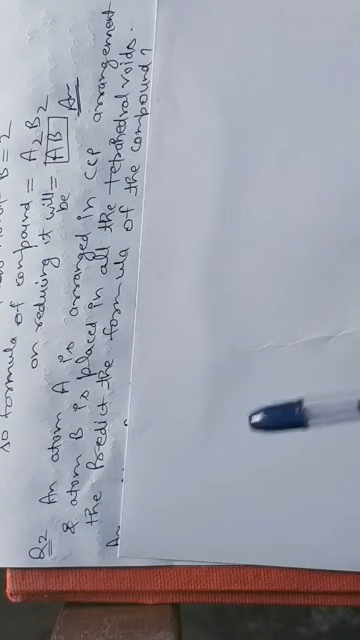 so formula of compound = A2B2
on reducing it will be = AB Ans
Q2 An atom A is arranged in CCP arrangement
& atom B is placed in all the tetrahedral voids.
the Predict the formula of the compound?